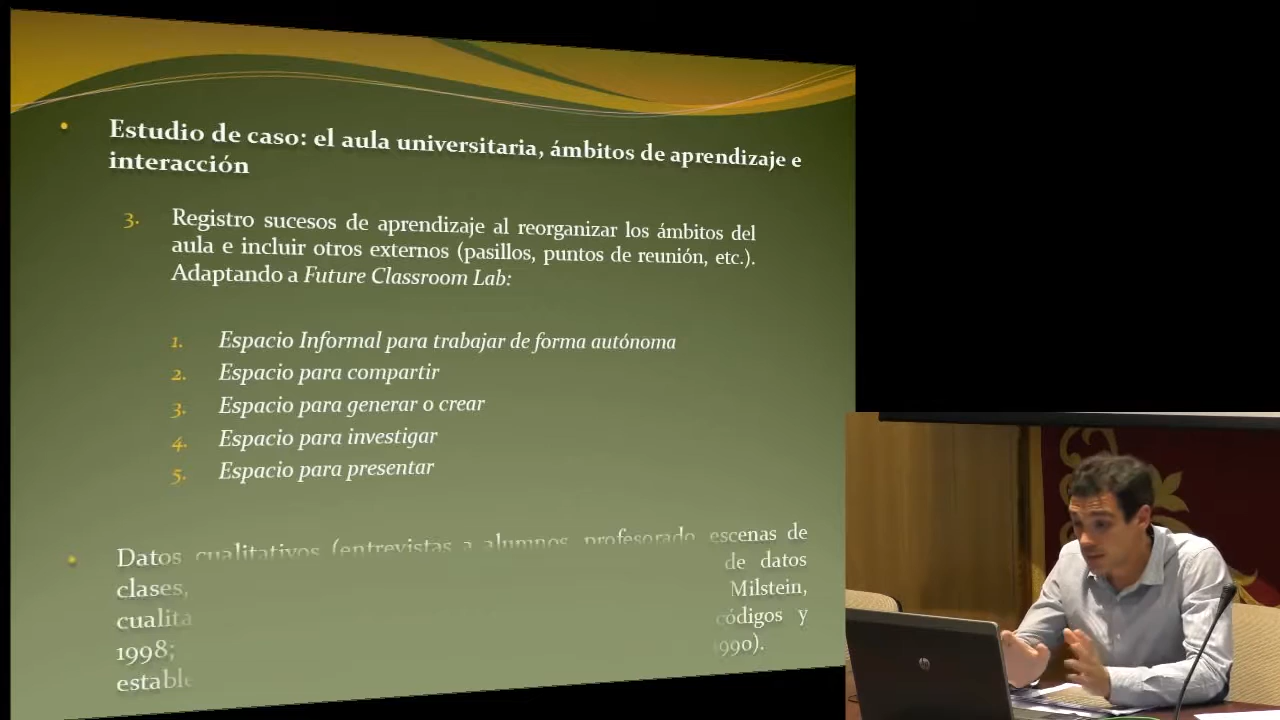 Estudio de caso: el aula universitaria, ámbitos de aprendizaje e
interacción
3. Registro sucesos de aprendizaje al reorganizar los ámbitos del
aula e incluir otros externos (pasillos, puntos de reunión, etc.).
Adaptando a Future Classroom Lab:
1. Espacio Informal para trabajar de forma autónoma
2. Espacio para compartir
3. Espacio para generar o crear
4. Espacio para investigar
5. Espacio para presentar
Datos cualitativos (entrevistas a alumnos, profesorado escenas de
clases, de datos
Milstein,
códigos y
1998;
hp